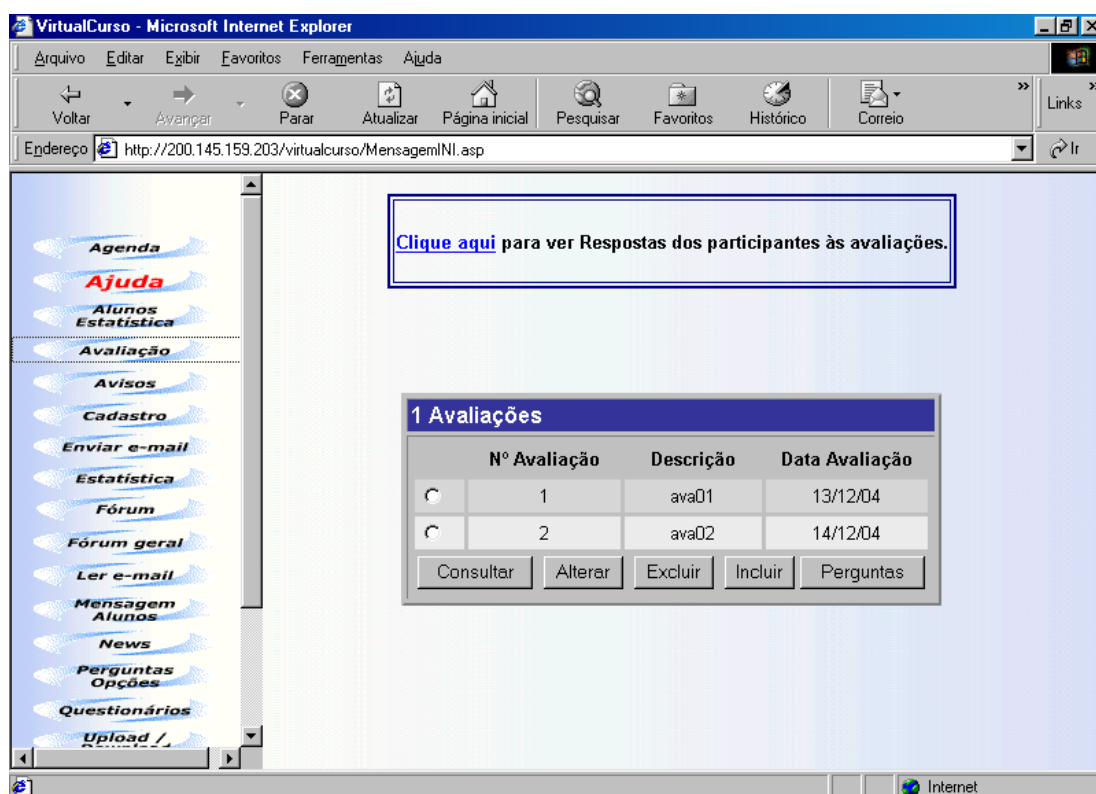 VirtualCurso - Microsoft Internet Explorer
Arquivo Editar Exibir Favoritos Ferramentas Ajuda
Voltar Avançar Parar Atualizar Página inicial Pesquisar Favoritos Histórico Correio » Links »
Endereço http://200.145.159.203/virtualcurso/MensagemINI.asp Ir
Agenda
Ajuda
Alunos
Estatística
Avaliação
Avisos
Cadastro
Enviar e-mail
Estatística
Fórum
Fórum geral
Ler e-mail
Mensagem
Alunos
News
Perguntas
Opções
Questionários
Upload /
Clique aqui para ver Respostas dos participantes às avaliações.
1 Avaliações
Nº Avaliação Descrição Data Avaliação
1 ava01 13/12/04
2 ava02 14/12/04
Consultar Alterar Excluir Incluir Perguntas
Internet